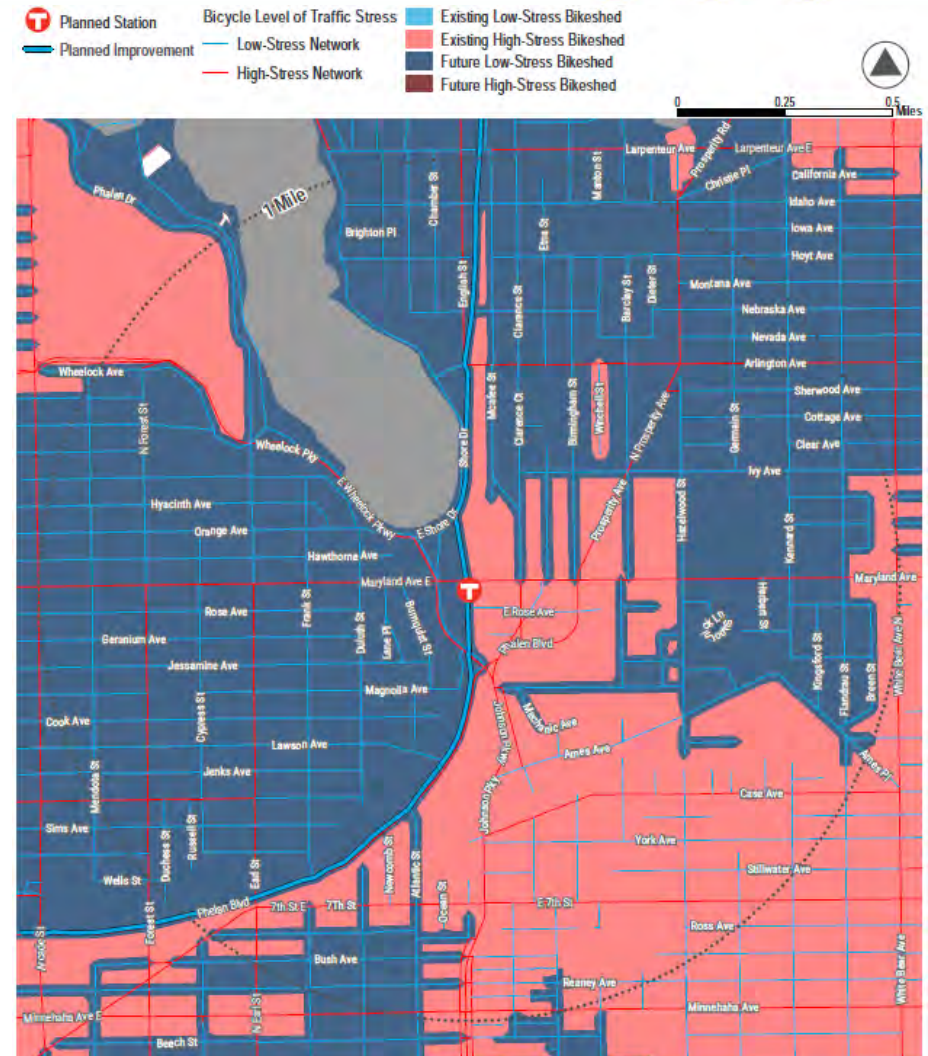 Planned Station
Planned Improvement
Bicycle Level of Traffic Stress
Low-Stress Network
High-Stress Network
Existing Low-Stress Bikeshed
Existing High-Stress Bikeshed
Future Low-Stress Bikeshed
Future High-Stress Bikeshed
0 0.25 0.5
Miles
Larpenteur Ave
Prosperity Rd
Larpenteur Ave E
Manton St
Christie Pl
California Ave
Phalen Dr
1 Mile
Chamber St
Idaho Ave
Brighton Pl
Etna St
Iowa Ave
Hoyt Ave
English St
Clarence St
Barclay St
Dieter St
Montana Ave
Nebraska Ave
Nevada Ave
Arlington Ave
Wheelock Ave
Mcafee St
Clarence Ct
Birmingham St
Winchell St
N Prosperity Ave
Sherwood Ave
N Forest St
Germain St
Cottage Ave
Wheelock Pkl
Shore Dr
Clear Ave
Ivy Ave
Hyacinth Ave
E Wheelock Pkwy
E Shore Dr
Prosperity Ave
Hazelwood St
Kennard St
Orange Ave
Hawthorne Ave
Maryland Ave E
T
Maryland Ave
Rose Ave
Frank St
E Rose Ave
Herbert St
Geranium Ave
Duluth St
Lane Pl
Burnquist St
Phalen Blvd
Jessamine Ave
Kingsford St
Flandrau St
Breen St
White Bear Ave N
Magnolia Ave
Cypress St
Cook Ave
Mechanic Ave
Johnson Pkwy
Lawson Ave
Ames Ave
Ames Pl
Jenks Ave
Mendota St
Johnson Pky
Case Ave
Sims Ave
York Ave
Duchess St
Russell St
Earl St
Newcomb St
Atlantic St
Stillwater Ave
Wells St
Ocean St
Phalen Blvd
7th St E
7Th St
E 7th St
Forest St
Arcade St
Ross Ave
Bush Ave
Reaney Ave
White Bear Ave
Minnehaha Ave E
N Earl St
Minnehaha Ave
Beech St